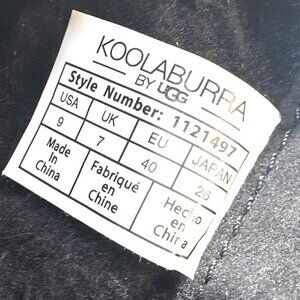 KOOLABURRA
BY UGG
Style Number: 1121497
USA UK EU JAPAN
9 7 40 26
Made in China
Fabriqué en Chine
Hecho en China